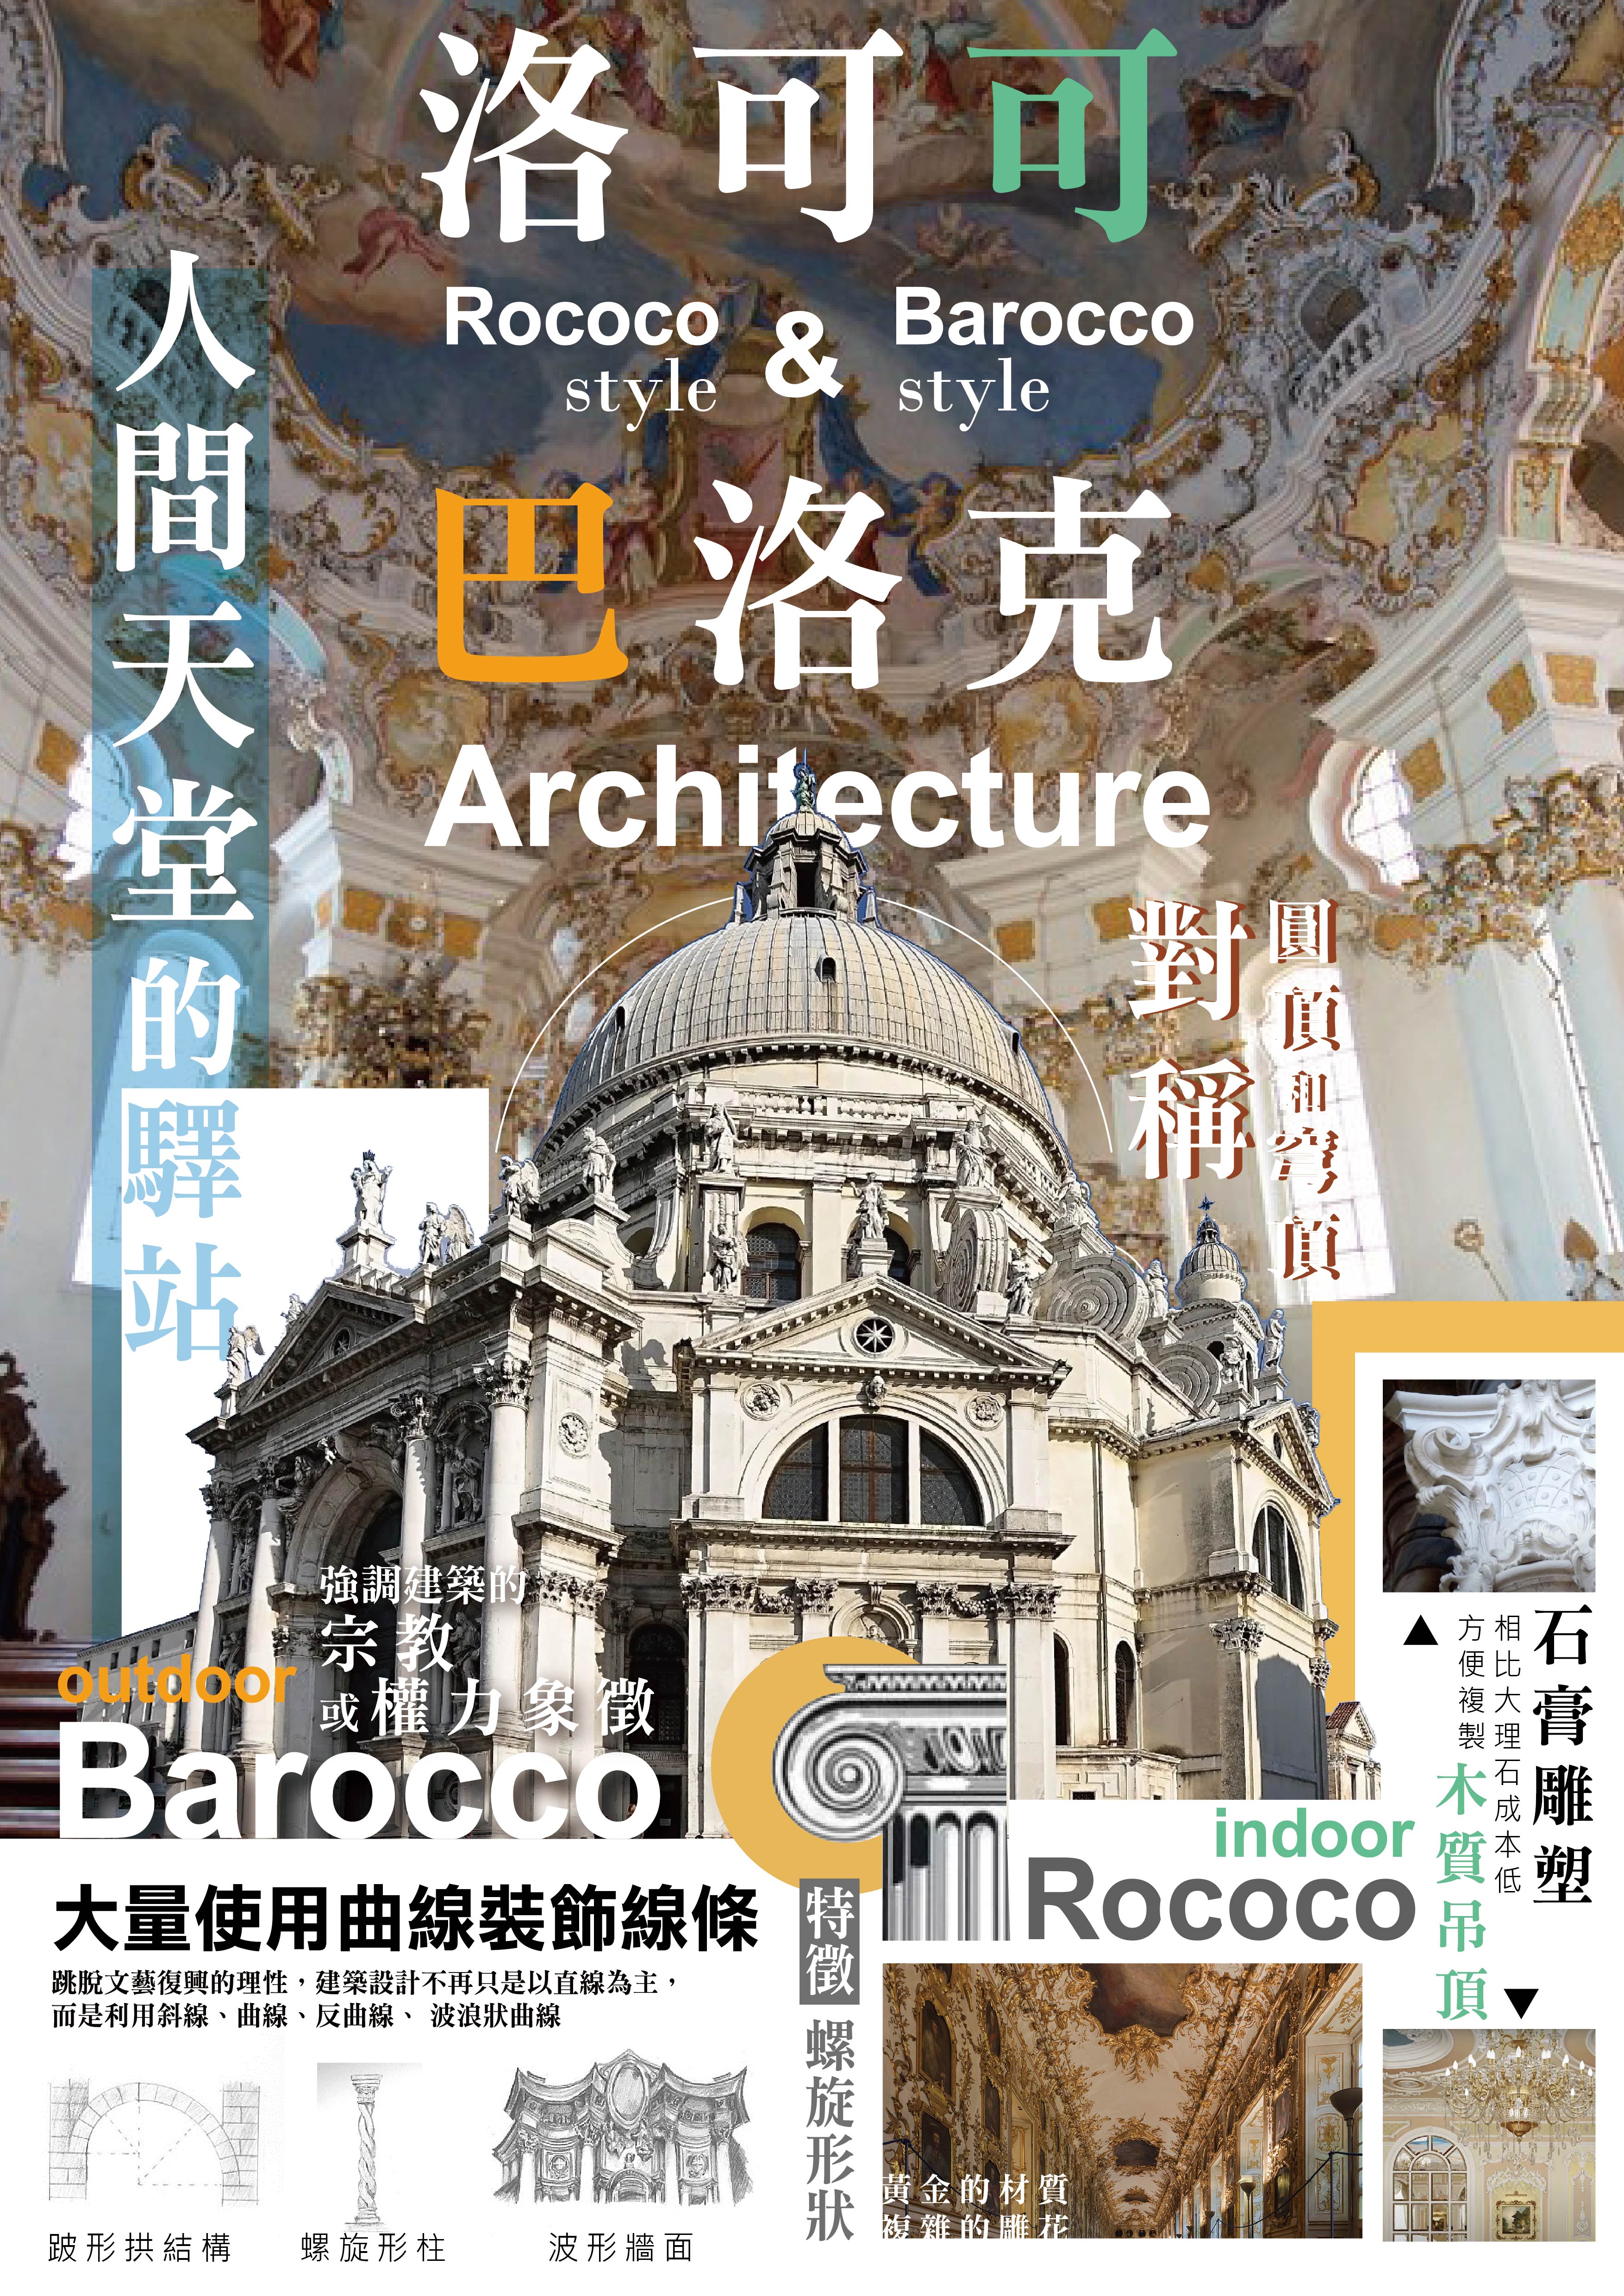 洛可可
Rococo
style
&
Barocco
style
巴洛克
Architecture
人間天堂的驛站
對稱
圓頂和穹頂
強調建築的
宗教
或權力象徵
outdoor
Barocco
大量使用曲線裝飾線條
跳脫文藝復興的理性，建築設計不再只是以直線為主，
而是利用斜線、曲線、反曲線、波浪狀曲線
跛形拱結構
螺旋形柱
波形牆面
特徵
螺旋形狀
indoor
Rococo
黃金的材質
複雜的雕花
石膏雕塑
相比大理石成本低
方便複製
木質吊頂